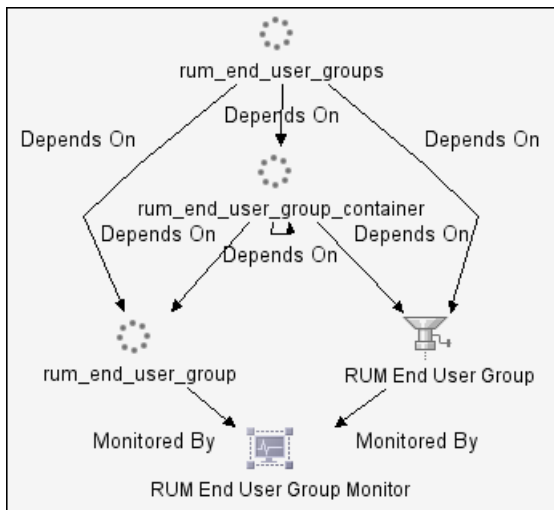 rum_end_user_groups
Depends On
Depends On
Depends On
rum_end_user_group_container
Depends On
Depends On
Depends On
rum_end_user_group
RUM End User Group
Monitored By
Monitored By
RUM End User Group Monitor